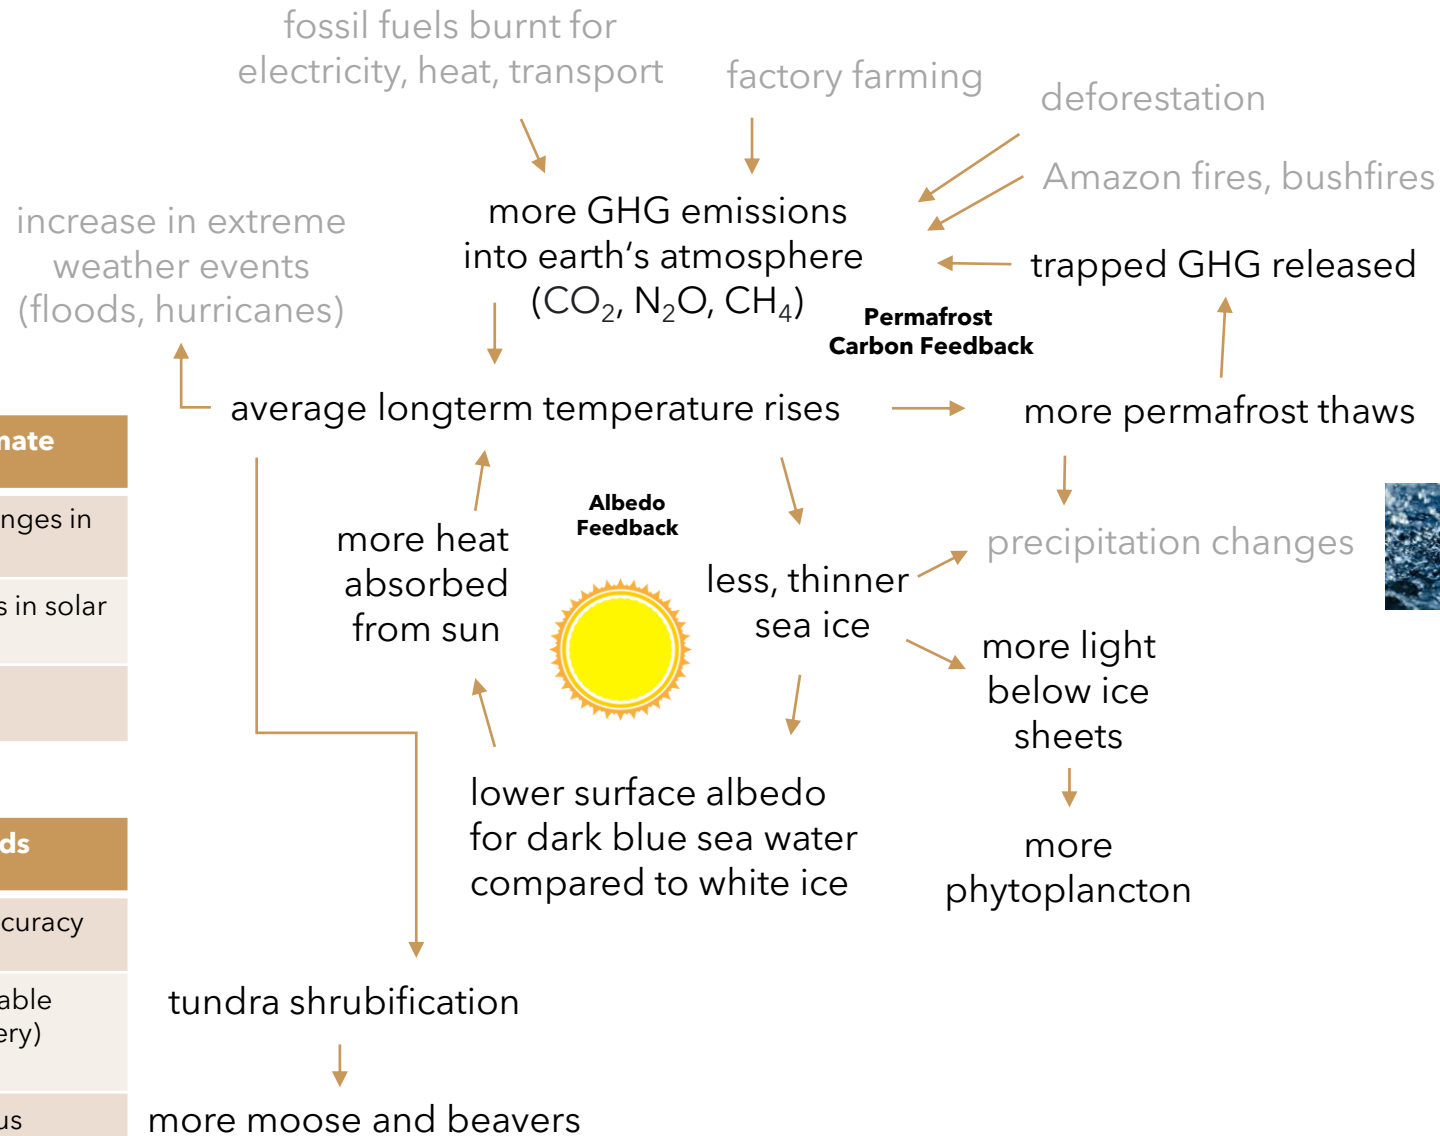 fossil fuels burnt for
electricity, heat, transport
factory farming
deforestation
Amazon fires, bushfires
increase in extreme
weather events
(floods, hurricanes)
more GHG emissions
into earth‘s atmosphere
(CO₂, N₂O, CH₄)
trapped GHG released
Permafrost
Carbon Feedback
average longterm temperature rises
more permafrost thaws
nges in
s in solar
more heat
absorbed
from sun
Albedo
Feedback
less, thinner
sea ice
precipitation changes
more light
below ice
sheets
lower surface albedo
for dark blue sea water
compared to white ice
more
phytoplancton
ds
curacy
able
ery)
us
tundra shrubification
more moose and beavers